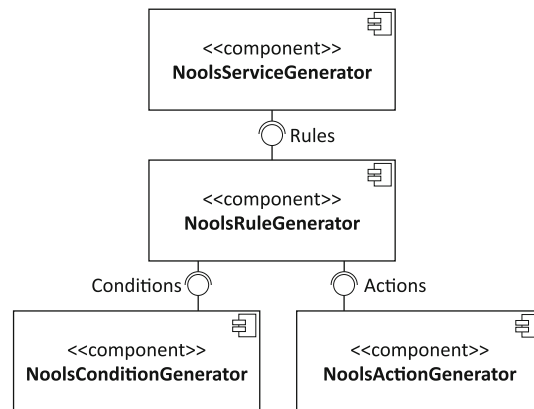 <<component>>
NoolsServiceGenerator
Rules
<<component>>
NoolsRuleGenerator
Conditions
Actions
<<component>>
NoolsConditionGenerator
<<component>>
NoolsActionGenerator